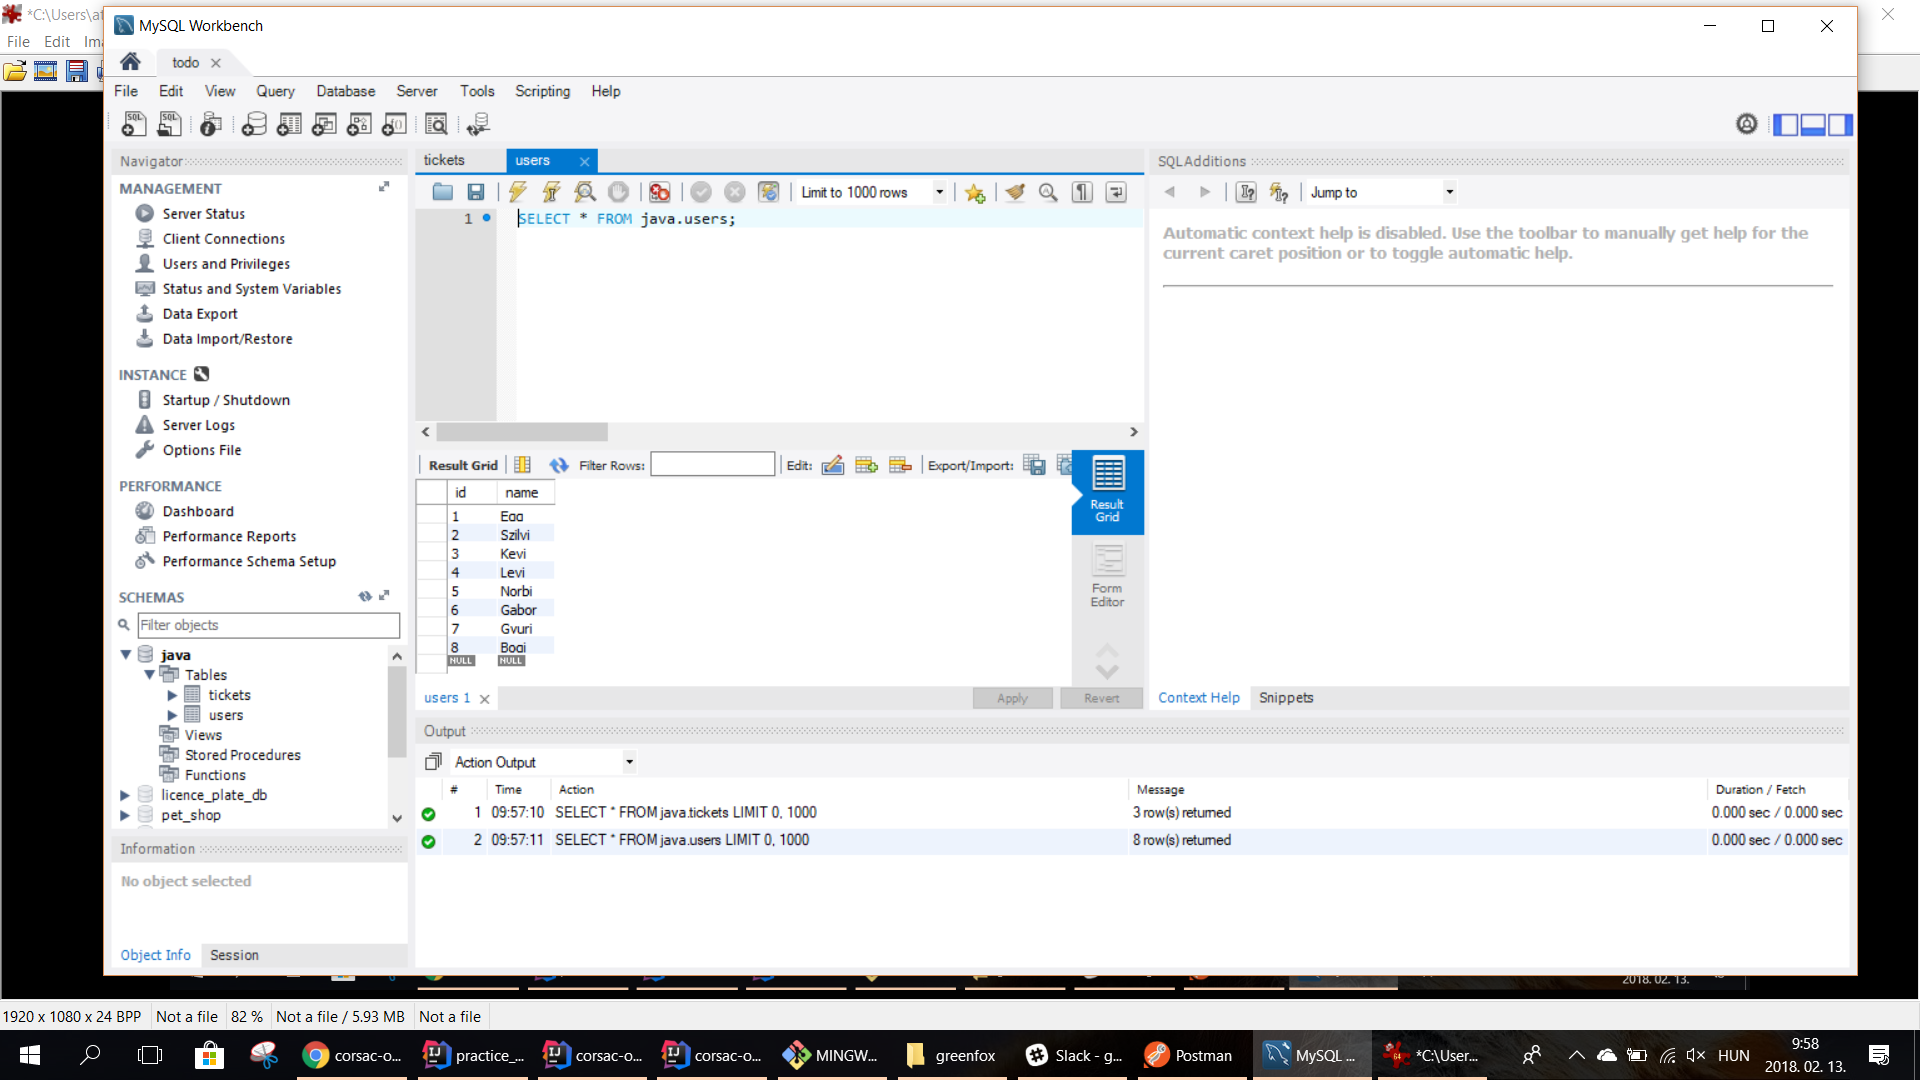 *C:\Users\at
MySQL Workbench
File Edit Ima
todo
File Edit View Query Database Server Tools Scripting Help
Navigator
MANAGEMENT
Server Status
Client Connections
Users and Privileges
Status and System Variables
Data Export
Data Import/Restore
INSTANCE
Startup / Shutdown
Server Logs
Options File
PERFORMANCE
Dashboard
Performance Reports
Performance Schema Setup
SCHEMAS
Filter objects
java
Tables
tickets
users
Views
Stored Procedures
Functions
licence_plate_db
pet_shop
Information
No object selected
Object Info Session
tickets users
Limit to 1000 rows
1 SELECT * FROM java.users;
Result Grid Filter Rows: Edit: Export/Import:
id name
1 Egg
2 Szilvi
3 Kevi
4 Levi
5 Norbi
6 Gabor
7 Gyuri
8 Bogi
NULL NULL
Result
Grid
Form
Editor
users 1 Apply Revert
SQLAdditions
Jump to
Automatic context help is disabled. Use the toolbar to manually get help for the
current caret position or to toggle automatic help.
Context Help Snippets
Output
Action Output
# Time Action Message Duration / Fetch
1 09:57:10 SELECT * FROM java.tickets LIMIT 0, 1000 3 row(s) returned 0.000 sec / 0.000 sec
2 09:57:11 SELECT * FROM java.users LIMIT 0, 1000 8 row(s) returned 0.000 sec / 0.000 sec
2018. 02. 13.
1920 x 1080 x 24 BPP Not a file 82 % Not a file / 5.93 MB Not a file
corsac-o... practice_... corsac-o... corsac-o... MINGW... greenfox Slack - g... Postman MySQL ... *C:\User... HUN 9:58
2018. 02. 13.